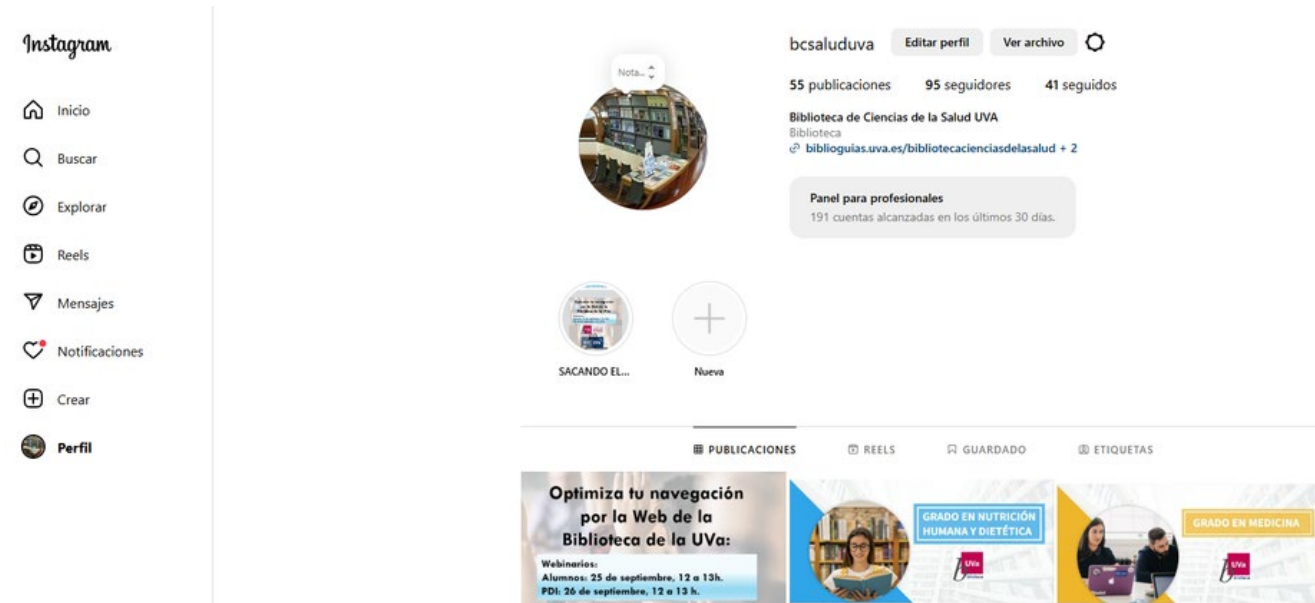 Instagram
Inicio
Buscar
Explorar
Reels
Mensajes
Notificaciones
Crear
Perfil
Nota...
bcsaluduva Editar perfil Ver archivo
55 publicaciones 95 seguidores 41 seguidos
Biblioteca de Ciencias de la Salud UVA
Biblioteca
biblioguias.uva.es/bibliotecacienciasdelasalud + 2
Panel para profesionales
191 cuentas alcanzadas en los últimos 30 días.
SACANDO EL... Nueva
PUBLICACIONES REELS GUARDADO ETIQUETAS
Optimiza tu navegación
por la Web de la
Biblioteca de la UVa:
Webinarios:
Alumnos: 25 de septiembre, 12 a 13h.
PDI: 26 de septiembre, 12 a 13 h.
GRADO EN NUTRICIÓN
HUMANA Y DIETÉTICA
UVa
GRADO EN MEDICINA
UVa